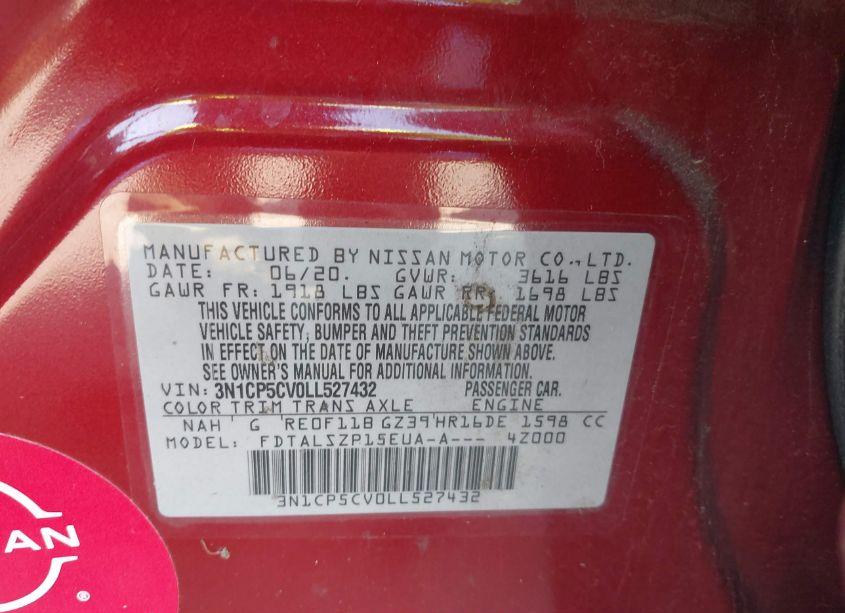 MANUFACTURED BY NISSAN MOTOR CO.,LTD.
DATE: 06/20. GVWR: 3616 LBS
GAWR FR: 1918 LBS GAWR RR: 1698 LBS
THIS VEHICLE CONFORMS TO ALL APPLICABLE FEDERAL MOTOR
VEHICLE SAFETY, BUMPER AND THEFT PREVENTION STANDARDS
IN EFFECT ON THE DATE OF MANUFACTURE SHOWN ABOVE.
SEE OWNER'S MANUAL FOR ADDITIONAL INFORMATION.
VIN: 3N1CP5CV0LL527432 PASSENGER CAR.
COLOR TRIM TRANS AXLE ENGINE
NAH G RE0F11B GZ39 HR16DE 1598 CC
MODEL: FDTALSZP15EUA-A--- 4Z000
3N1CP5CV0LL527432
AN
®